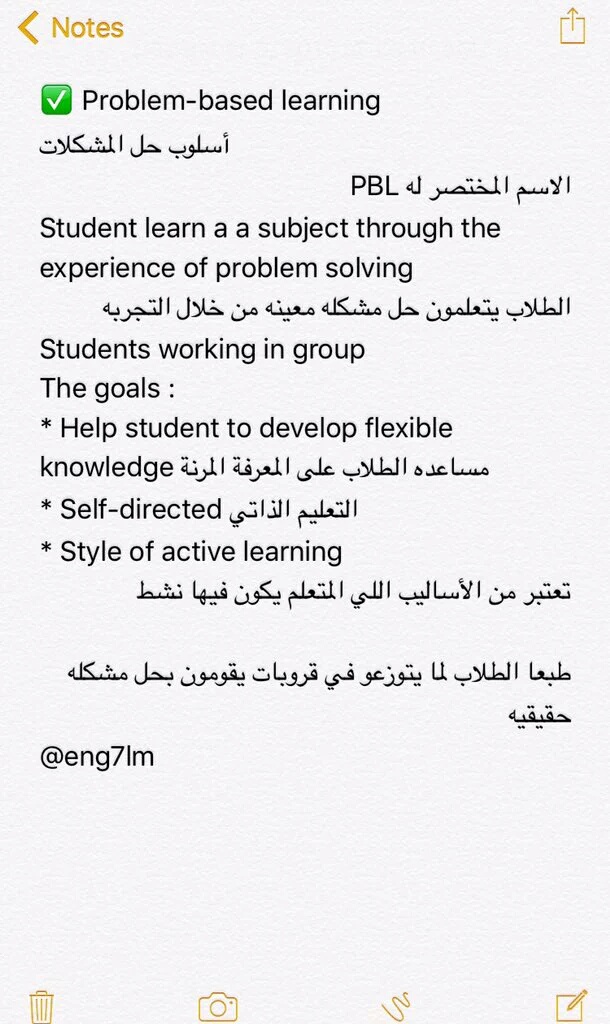 Notes
✅ Problem-based learning
أسلوب حل المشكلات
الاسم المختصر له PBL
Student learn a a subject through the
experience of problem solving
الطلاب يتعلمون حل مشكله معينه من خلال التجربه
Students working in group
The goals :
* Help student to develop flexible
knowledge مساعده الطلاب على المعرفة المرنة
* Self-directed التعليم الذاتي
* Style of active learning
تعتبر من الأساليب اللي المتعلم يكون فيها نشط
طبعا الطلاب لما يتوزعو في قروبات يقومون بحل مشكله
حقيقيه
@eng7lm